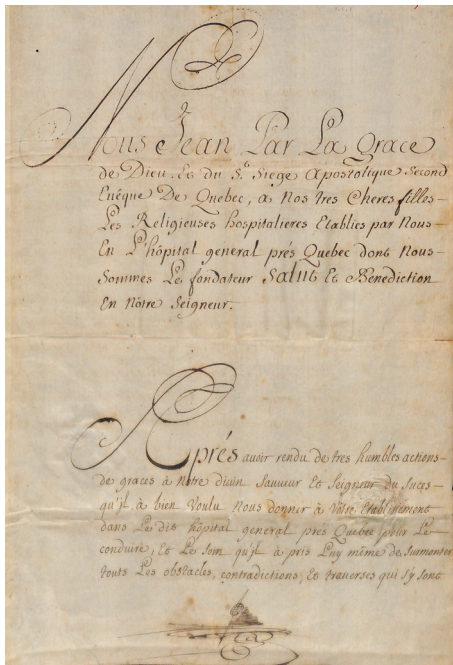 Nous Jean Par La grace
de Dieu, Et du St. Siege Apostolique second
Evêque De Quebec, a Nos tres Cheres filles
Les Religieuses hospitalieres Etablies par Nous
En L'hôpital general prés Quebec dont Nous
Sommes Le fondateur Salut Et Benediction
En Nôtre Seigneur.
Aprés avoir rendu de tres humbles actions
de graces à Notre divin Sauveur Et Seigneur du Succes
qu'il à bien Voulu Nous donner à Vôtre Etablissement
dans Le dit hôpital general prés Quebec pour Le
conduire, Et Le Soin qu'il à pris Luy même de Surmonter
touts Les obstacles, contradictions, Et traverses qui s'y sont